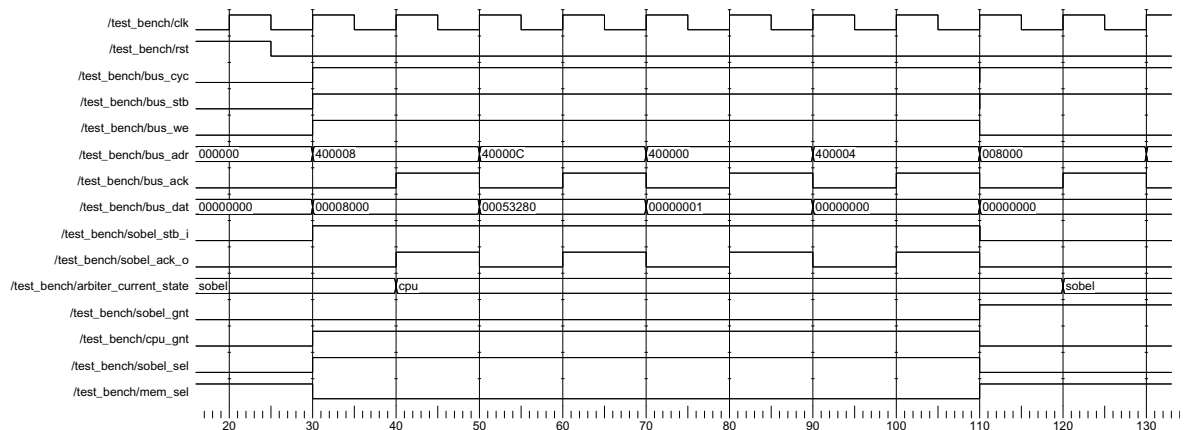 /test_bench/clk
/test_bench/rst
/test_bench/bus_cyc
/test_bench/bus_stb
/test_bench/bus_we
/test_bench/bus_adr 000000 400008 40000C 400000 400004 008000
/test_bench/bus_ack
/test_bench/bus_dat 00000000 00008000 00053280 00000001 00000000 00000000
/test_bench/sobel_stb_i
/test_bench/sobel_ack_o
/test_bench/arbiter_current_state sobel cpu sobel
/test_bench/sobel_gnt
/test_bench/cpu_gnt
/test_bench/sobel_sel
/test_bench/mem_sel
20 30 40 50 60 70 80 90 100 110 120 130